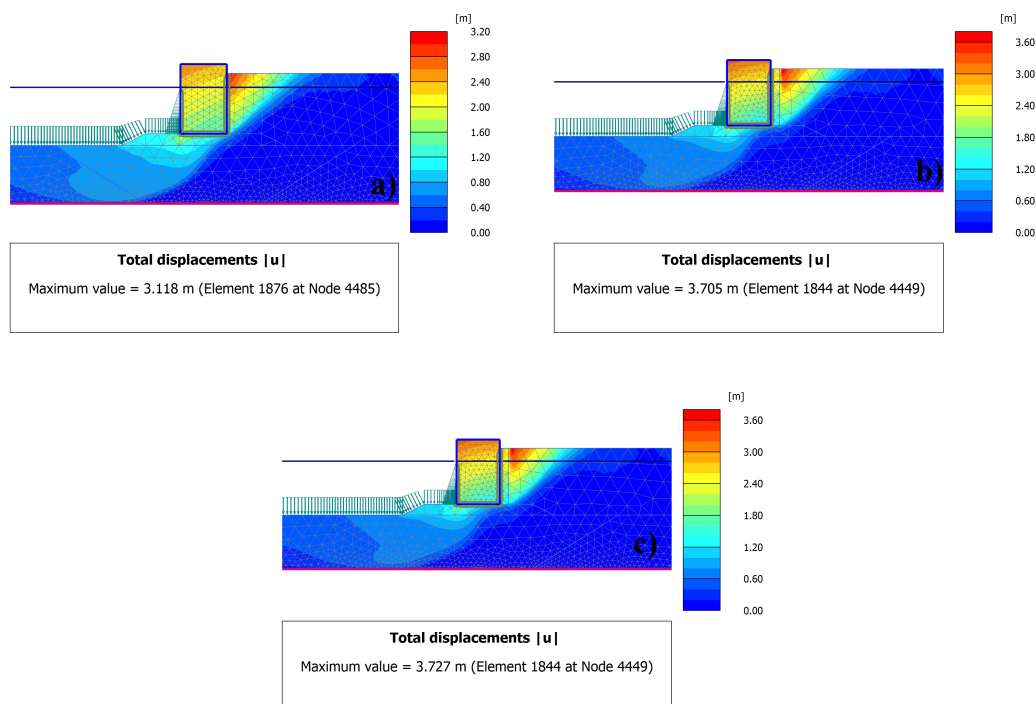 [m]
3.20
2.80
2.40
2.00
1.60
1.20
0.80
0.40
0.00
a)
Total displacements |u|
Maximum value = 3.118 m (Element 1876 at Node 4485)
[m]
3.60
3.00
2.40
1.80
1.20
0.60
0.00
b)
Total displacements |u|
Maximum value = 3.705 m (Element 1844 at Node 4449)
[m]
3.60
3.00
2.40
1.80
1.20
0.60
0.00
c)
Total displacements |u|
Maximum value = 3.727 m (Element 1844 at Node 4449)